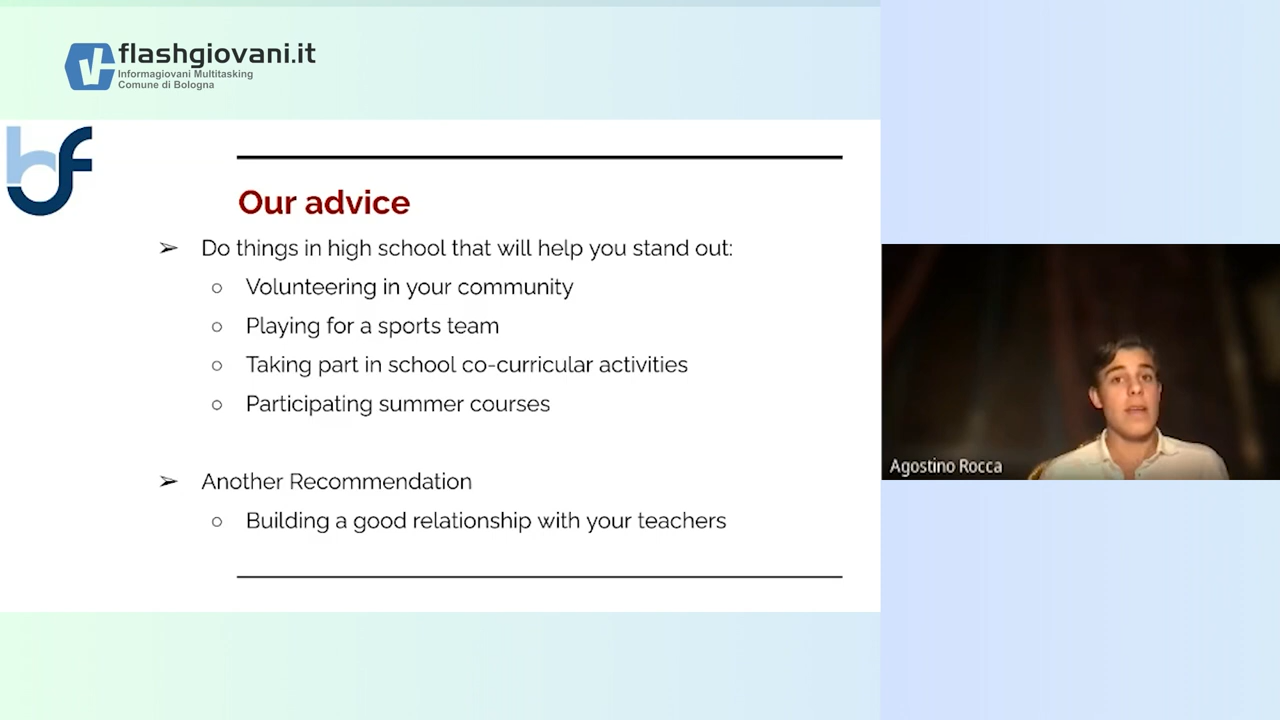 flashgiovani.it
Informagiovani Multitasking
Comune di Bologna
bf
Our advice
➢ Do things in high school that will help you stand out:
○ Volunteering in your community
○ Playing for a sports team
○ Taking part in school co-curricular activities
○ Participating summer courses
➢ Another Recommendation
○ Building a good relationship with your teachers
Agostino Rocca